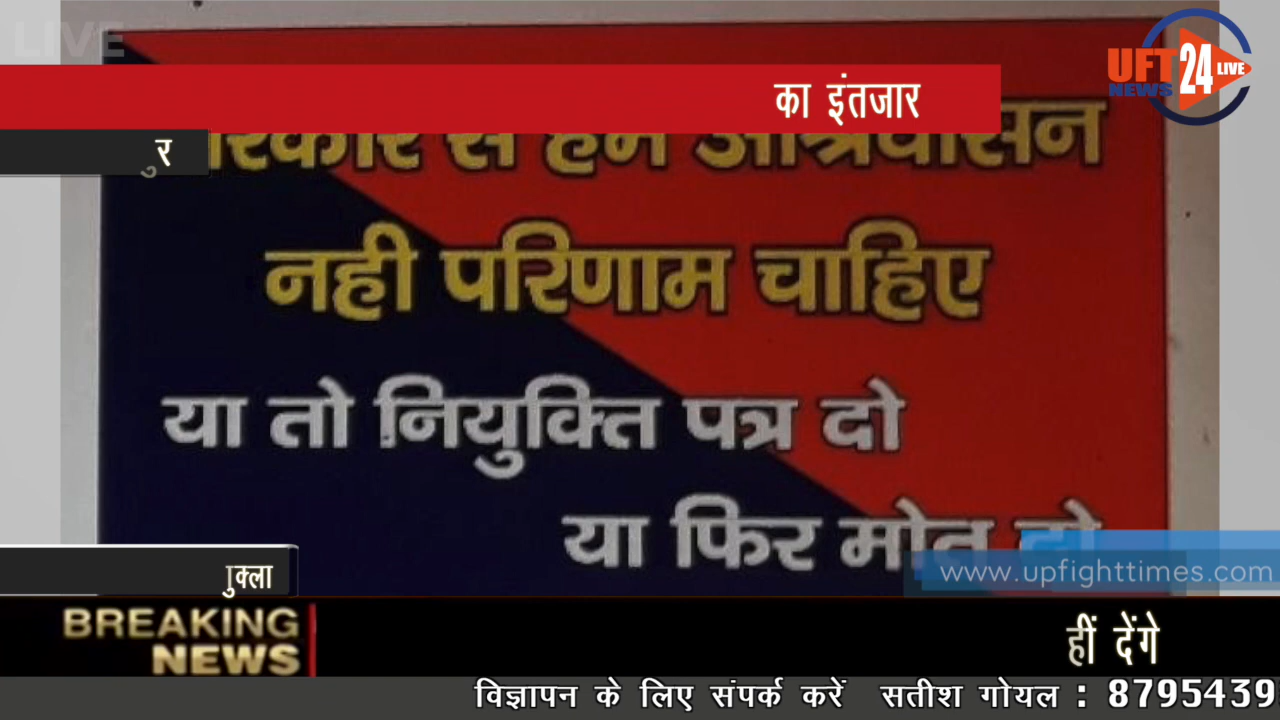 LIVE
UFT 24 LIVE
NEWS
का इंतजार
र
नही परिणाम चाहिए
या तो नियुक्ति पत्र दो
या फिर
ुक्ला
www.upfighttimes.com
BREAKING
NEWS
हीं देंगे
विज्ञापन के लिए संपर्क करें सतीश गोयल : 8795439